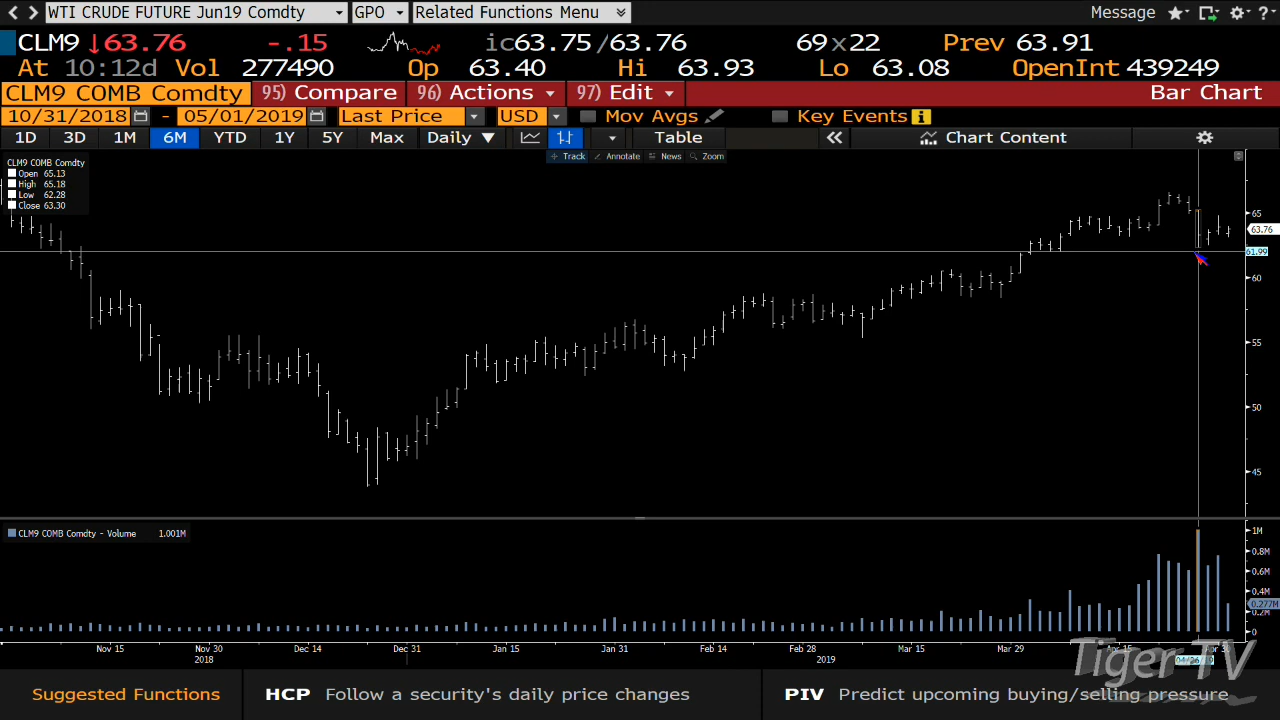 WTI CRUDE FUTURE Jun19 Comdty GPO Related Functions Menu Message ?
CLM9 ↓63.76 -.15 ic63.75/63.76 69x22 Prev 63.91
At 10:12d Vol 277490 Op 63.40 Hi 63.93 Lo 63.08 OpenInt 439249
CLM9 COMB Comdty 95) Compare 96) Actions 97) Edit Bar Chart
10/31/2018 - 05/01/2019 Last Price USD Mov Avgs Key Events i
1D 3D 1M 6M YTD 1Y 5Y Max Daily ▼ Table « Chart Content
Track Annotate News Zoom
CLM9 COMB Comdty
Open 65.13
High 65.18
Low 62.28
Close 63.30
65
63.76
61.99
60
55
50
45
CLM9 COMB Comdty - Volume 1.001M
1M
0.8M
0.6M
0.4M
0.277M
0.2M
0
Nov 15 Nov 30 Dec 14 Dec 31 Jan 15 Jan 31 Feb 14 Feb 28 Mar 15 Mar 29 Apr 15 Apr 30
2018 2019 04/26/19
Tiger-TV
Suggested Functions HCP Follow a security's daily price changes PIV Predict upcoming buying/selling pressure